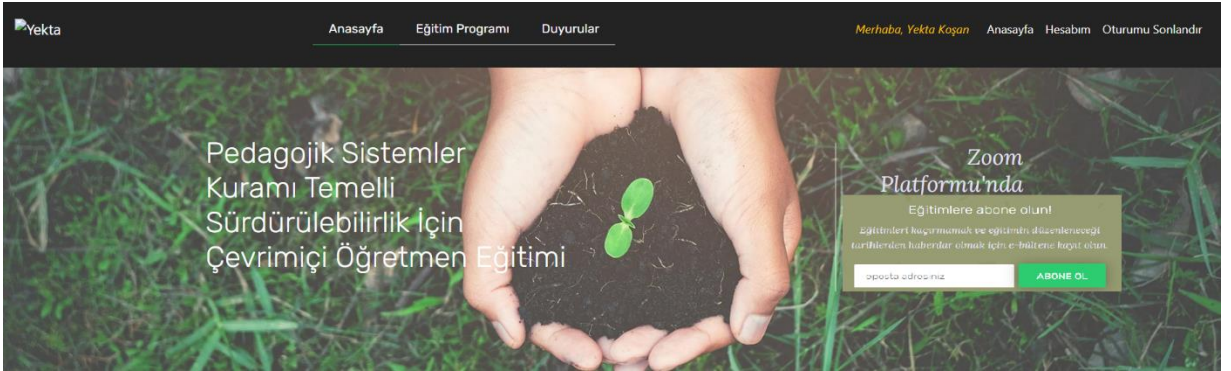 Yekta
Anasayfa Eğitim Programı Duyurular
Merhaba, Yekta Koşan Anasayfa Hesabım Oturumu Sonlandır
Pedagojik Sistemler
Kuramı Temelli
Sürdürülebilirlik İçin
Çevrimiçi Öğretmen Eğitimi
Zoom
Platformu'nda
Eğitimlere abone olun!
Eğitimleri kaçırmamak ve eğitimin düzenleneceği
tarihlerden haberdar olmak için e-bültene kayıt olun.
eposta adresiniz
ABONE OL